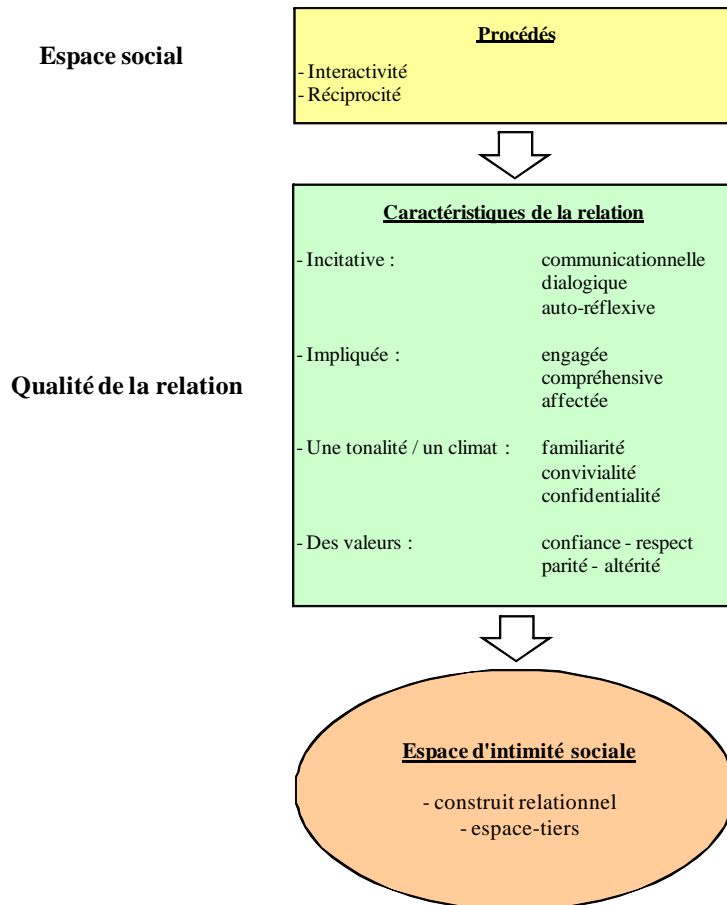 Espace social
Procédés
- Interactivité
- Réciprocité
Caractéristiques de la relation
- Incitative : communicationnelle
dialogique
auto-réflexive
- Impliquée : engagée
compréhensive
affectée
Qualité de la relation
- Une tonalité / un climat : familiarité
convivialité
confidentialité
- Des valeurs : confiance - respect
parité - altérité
Espace d'intimité sociale
- construit relationnel
- espace-tiers